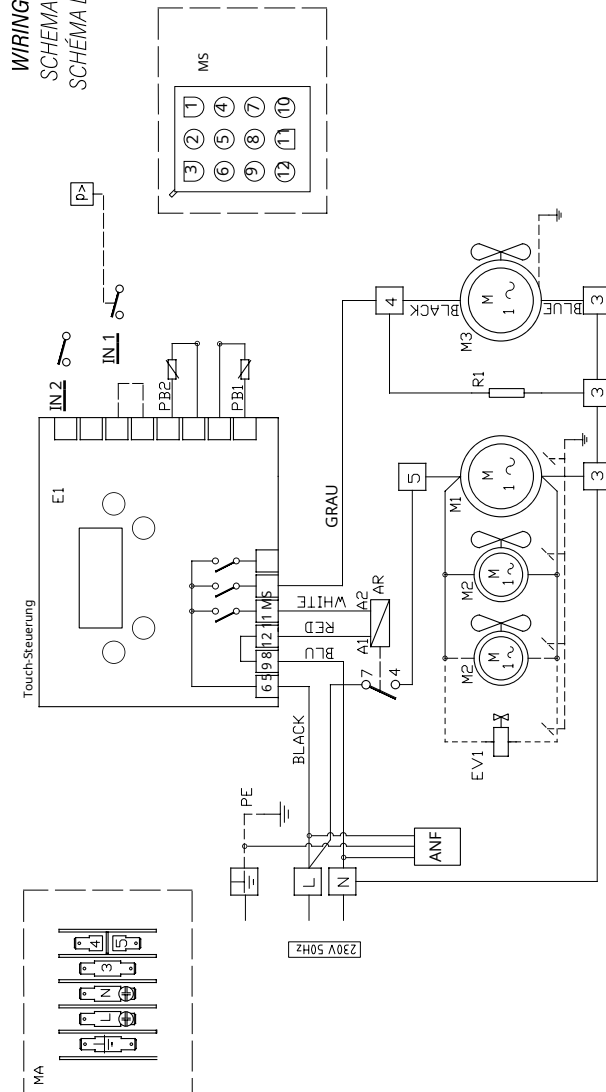 WIRING
SCHEMA
MS
1 2 3
4 5 6
7 8 9
10 11 12
p>
IN 2
IN 1
PB2
PB1
E1
Touch-Steuerung
6 5 9 8 12 11 MS
BLACK
BLU
RED
WHITE
GRAU
A1 A2
AR
7
4
5
4
BLACK
BLUE
M3
M
1 ~
R1
3
3
3
M1
M
1 ~
M2
M
1 ~
M2
M
1 ~
EV1
PE
L
N
ANF
230V 50Hz
MA
L
N
3
4
5